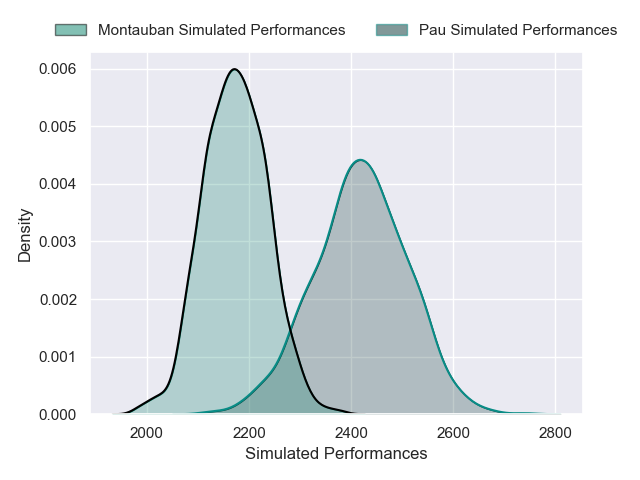 Montauban Simulated Performances Pau Simulated Performances
0.006
0.005
0.004
0.003
0.002
0.001
0.000
Density
2000 2200 2400 2600 2800
Simulated Performances